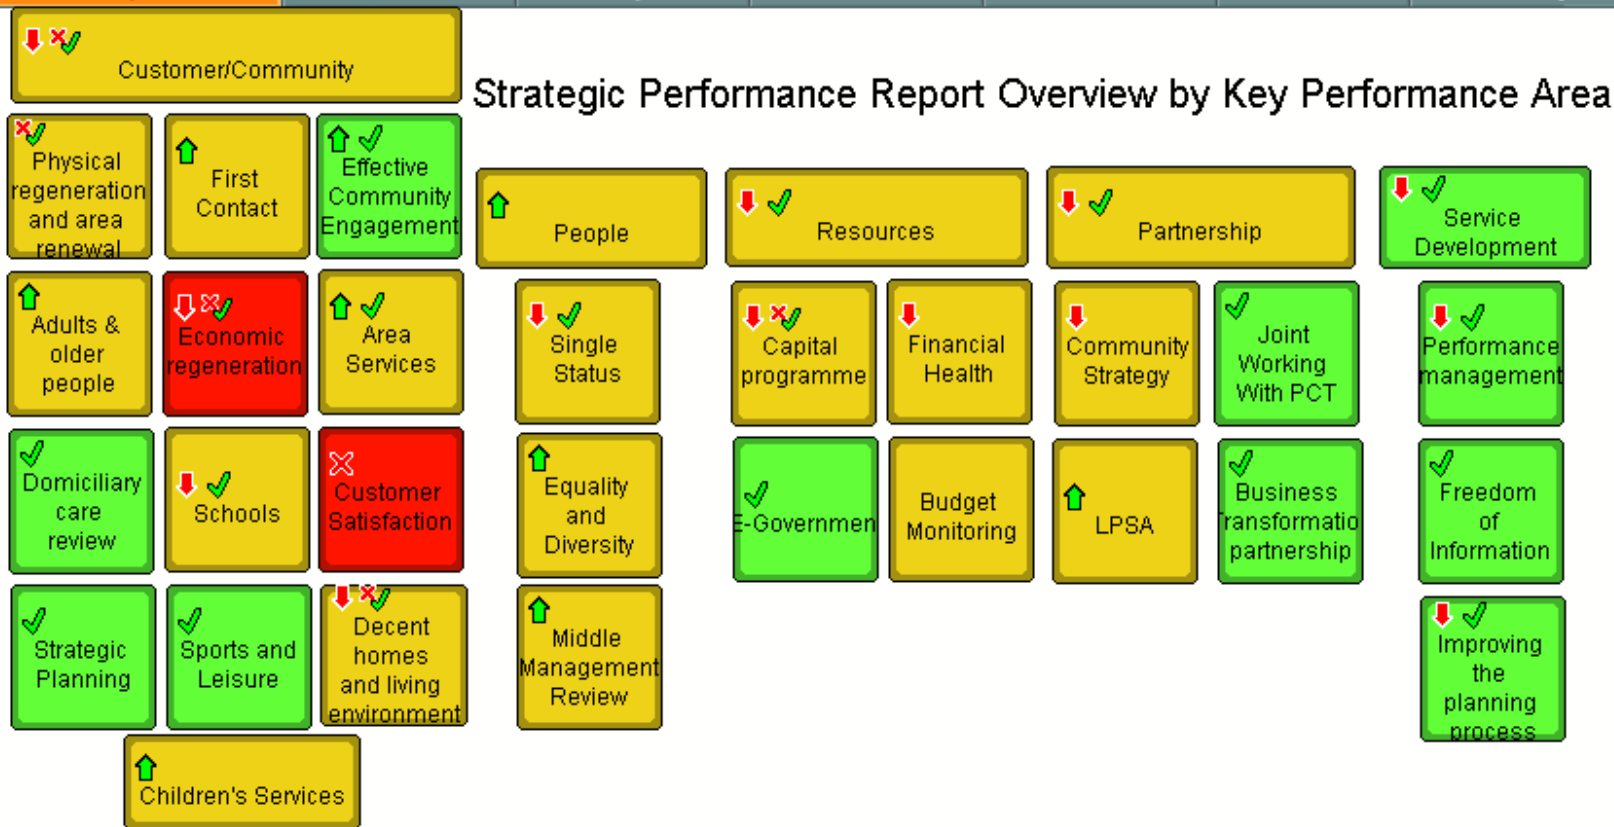 Customer/Community
Strategic Performance Report Overview by Key Performance Area
Physical
regeneration
and area
renewal
First
Contact
Effective
Community
Engagement
Adults &
older
people
Economic
regeneration
Area
Services
Domiciliary
care
review
Schools
Customer
Satisfaction
Strategic
Planning
Sports and
Leisure
Decent
homes
and living
environment
Children's Services
People
Single
Status
Equality
and
Diversity
Middle
Management
Review
Resources
Capital
programme
Financial
Health
E-Governmen
Budget
Monitoring
Partnership
Community
Strategy
Joint
Working
With PCT
LPSA
Business
Transformatio
partnership
Service
Development
Performance
management
Freedom
of
Information
Improving
the
planning
process